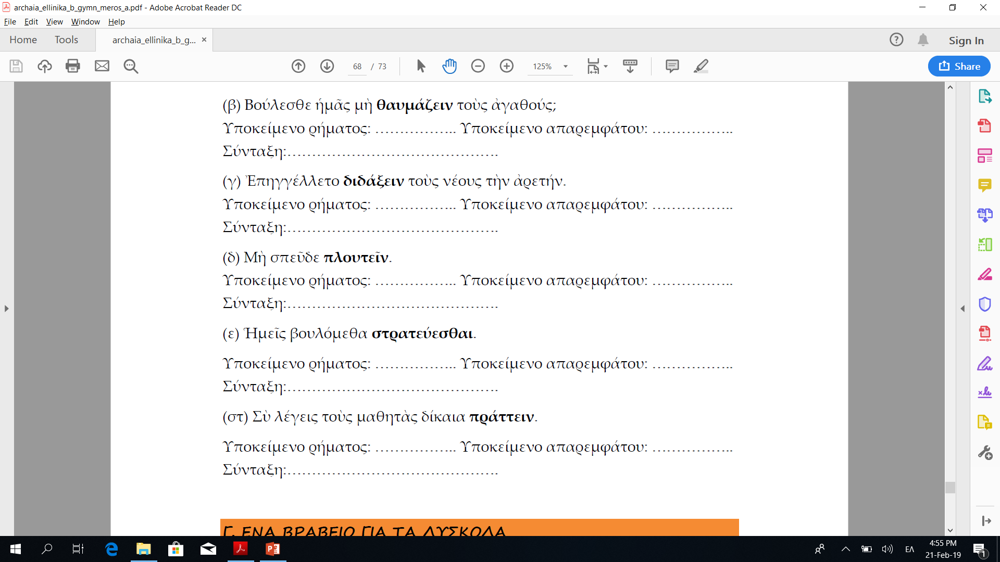 archaia_ellinika_b_gymn_meros_a.pdf - Adobe Acrobat Reader DC
File Edit View Window Help
Home Tools archaia_ellinika_b_g... × Sign In
68 / 73 125% Share
(β) Βούλεσθε ἡμᾶς μὴ θαυμάζειν τοὺς ἀγαθούς;
Υποκείμενο ρήματος: …………….. Υποκείμενο απαρεμφάτου: ……………..
Σύνταξη:…………………………………….
(γ) Ἐπηγγέλλετο διδάξειν τοὺς νέους τὴν ἀρετήν.
Υποκείμενο ρήματος: …………….. Υποκείμενο απαρεμφάτου: ……………..
Σύνταξη:…………………………………….
(δ) Μὴ σπεῦδε πλουτεῖν.
Υποκείμενο ρήματος: …………….. Υποκείμενο απαρεμφάτου: ……………..
Σύνταξη:…………………………………….
(ε) Ἡμεῖς βουλόμεθα στρατεύεσθαι.
Υποκείμενο ρήματος: …………….. Υποκείμενο απαρεμφάτου: ……………..
Σύνταξη:…………………………………….
(στ) Σὺ λέγεις τοὺς μαθητὰς δίκαια πράττειν.
Υποκείμενο ρήματος: …………….. Υποκείμενο απαρεμφάτου: ……………..
Σύνταξη:…………………………………….
Γ. ΕΝΑ ΒΡΑΒΕΙΟ ΓΙΑ ΤΑ ΔΥΣΚΟΛΑ
ΕΛ 4:55 PM
21-Feb-19 1